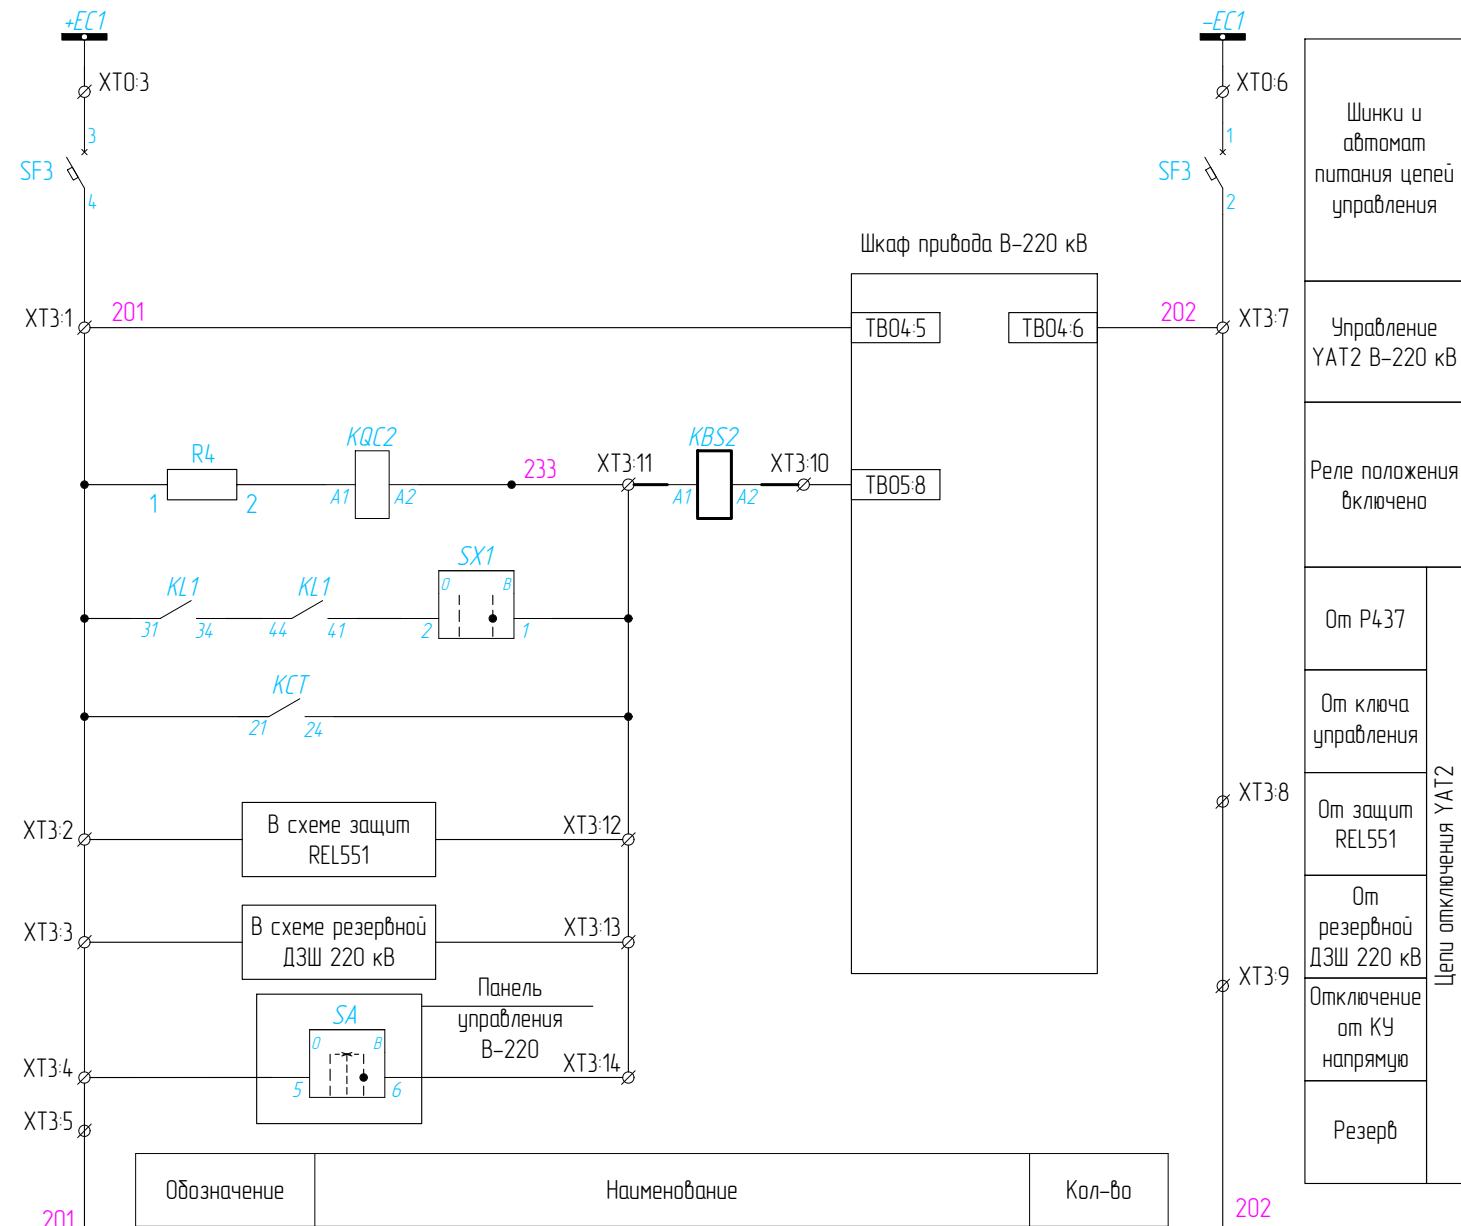 +EC1
-EC1
XT0:3
XT0:6
3
SF3
4
1
SF3
2
Шинки и
автомат
питания цепей
управления
Шкаф привода В-220 кВ
XT3:1
201
TB04:5
TB04:6
202
XT3:7
Управление
YAT2 В-220 кВ
R4
1
2
KQC2
A1
A2
233
XT3:11
KBS2
A1
A2
XT3:10
TB05:8
Реле положения
включено
KL1
31
34
KL1
44
41
SX1
0
В
2
1
От Р437
KCT
21
24
От ключа
управления
XT3:2
В схеме защит
REL551
XT3:12
XT3:8
От защит
REL551
XT3:3
В схеме резервной
ДЗШ 220 кВ
XT3:13
От
резервной
ДЗШ 220 кВ
XT3:9
Панель
управления
В-220
SA
0
В
5
6
XT3:4
XT3:14
Отключение
от КУ
напрямую
XT3:5
Резерв
Цепи отключения YAT2
Обозначение
Наименование
Кол-во
201
202